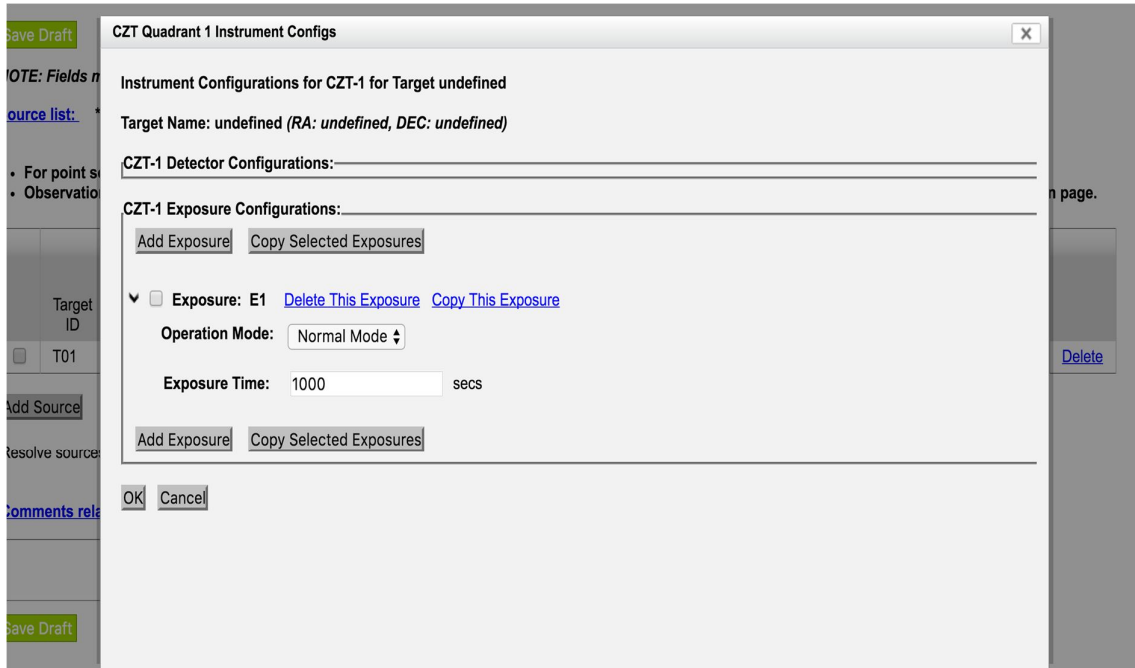 CZT Quadrant 1 Instrument Configs
X
Save Draft
NOTE: Fields
Instrument Configurations for CZT-1 for Target undefined
ource list: *
Target Name: undefined (RA: undefined, DEC: undefined)
CZT-1 Detector Configurations:
• For point
• Observatio
n page.
CZT-1 Exposure Configurations:
Add Exposure Copy Selected Exposures
Target
ID
Exposure: E1 Delete This Exposure Copy This Exposure
Operation Mode: Normal Mode
T01
Delete
Exposure Time: 1000 secs
Add Source
Add Exposure Copy Selected Exposures
Resolve source
OK Cancel
Comments rela
Save Draft